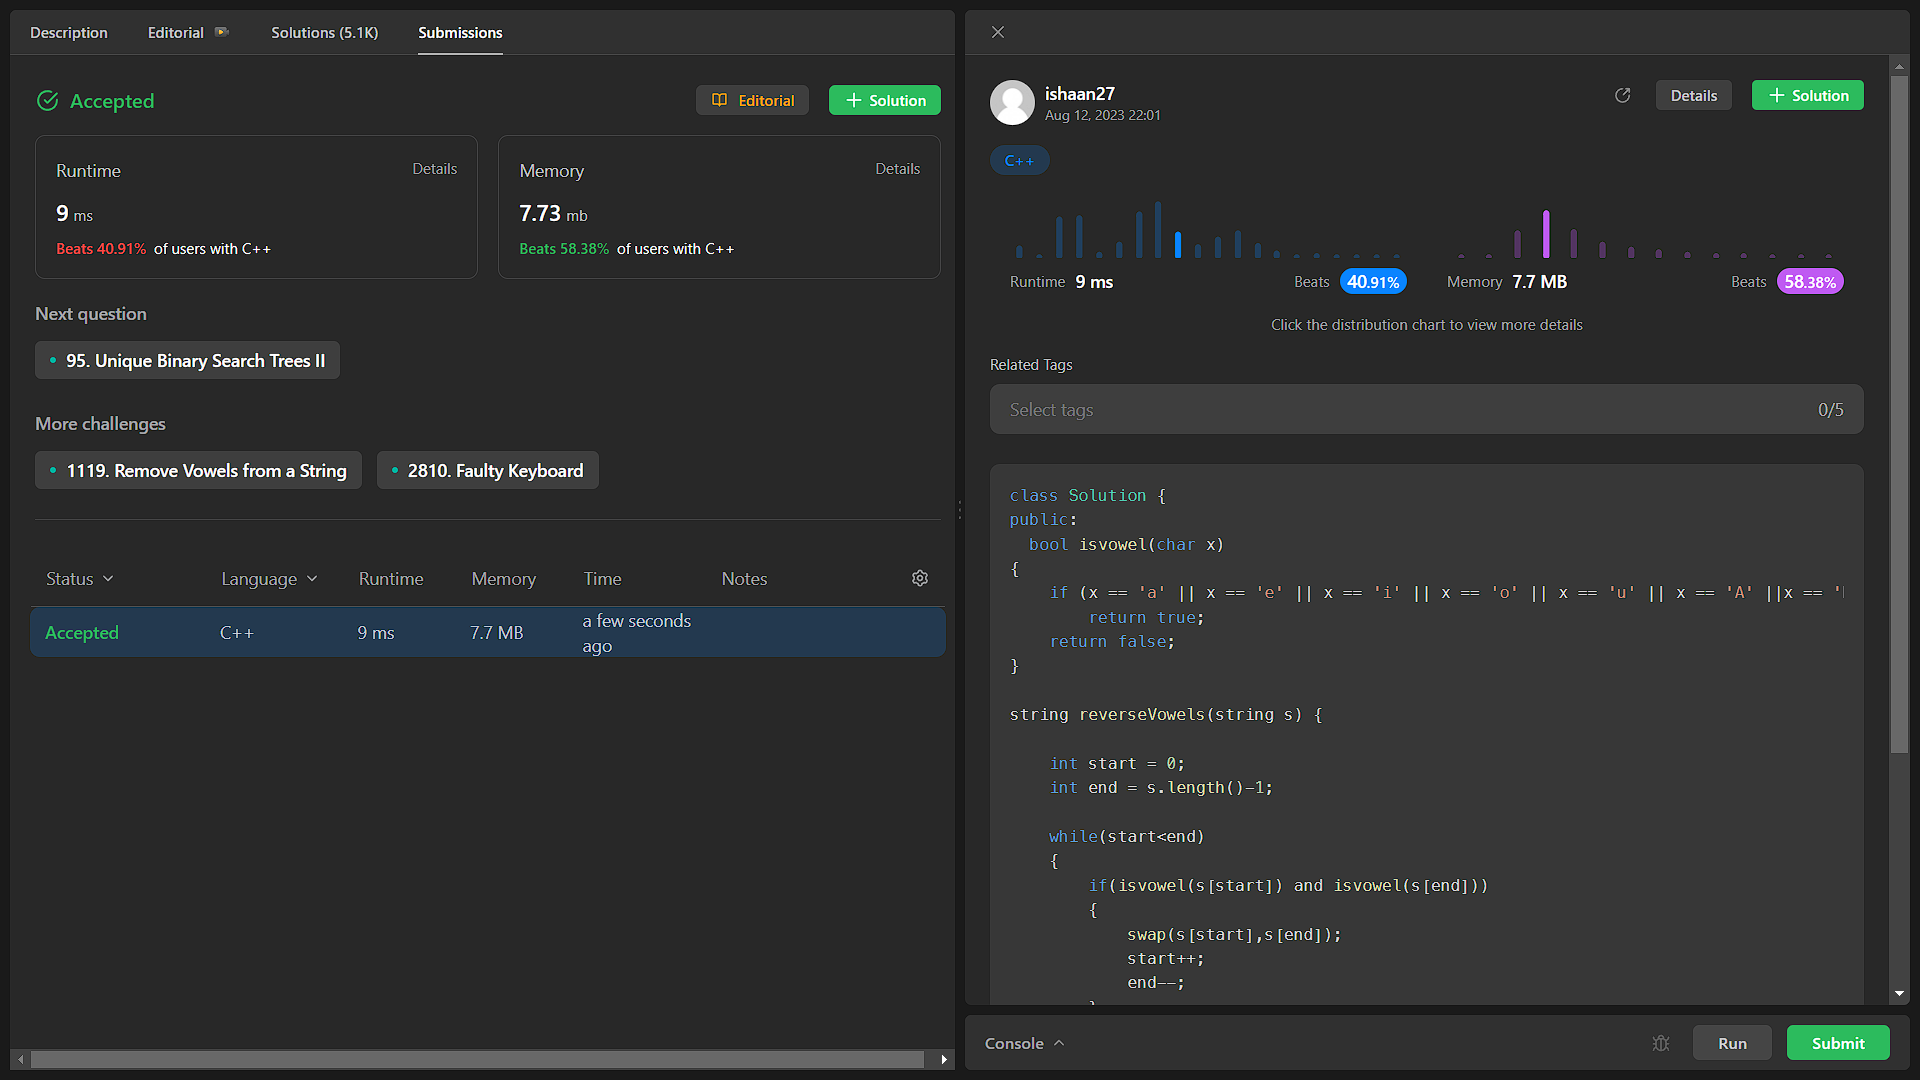 Description Editorial Solutions (5.1K) Submissions
Accepted Editorial + Solution
Runtime Details
9 ms
Beats 40.91% of users with C++
Memory Details
7.73 mb
Beats 58.38% of users with C++
Next question
95. Unique Binary Search Trees II
More challenges
1119. Remove Vowels from a String 2810. Faulty Keyboard
Status Language Runtime Memory Time Notes
Accepted C++ 9 ms 7.7 MB a few seconds
ago
ishaan27
Aug 12, 2023 22:01
Details + Solution
C++
Runtime 9 ms Beats 40.91% Memory 7.7 MB Beats 58.38%
Click the distribution chart to view more details
Related Tags
Select tags 0/5
class Solution {
public:
bool isvowel(char x)
{
if (x == 'a' || x == 'e' || x == 'i' || x == 'o' || x == 'u' || x == 'A' ||x == '
return true;
return false;
}
string reverseVowels(string s) {
int start = 0;
int end = s.length()-1;
while(start<end)
{
if(isvowel(s[start]) and isvowel(s[end]))
{
swap(s[start],s[end]);
start++;
end--;
Console Run Submit